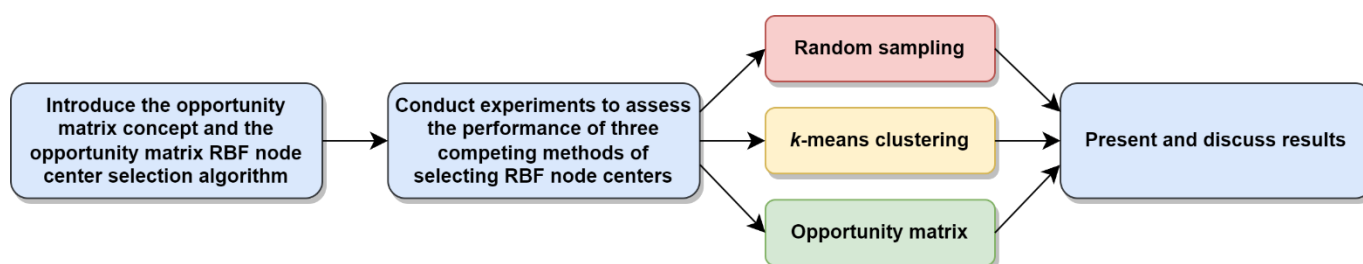 Introduce the opportunity
matrix concept and the
opportunity matrix RBF node
center selection algorithm
Conduct experiments to assess
the performance of three
competing methods of
selecting RBF node centers
Random sampling
k-means clustering
Opportunity matrix
Present and discuss results